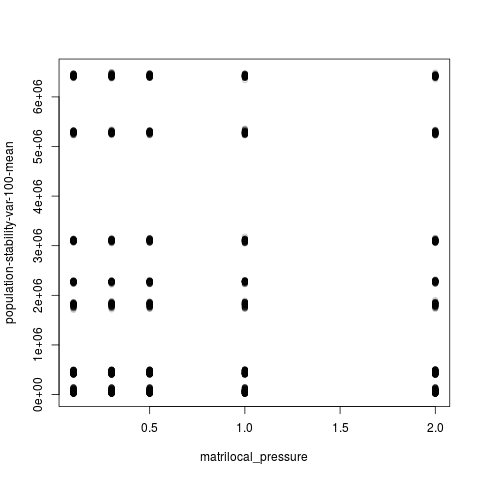 population-stability-var-100-mean
6e+06
5e+06
4e+06
3e+06
2e+06
1e+06
0e+00
0.5 1.0 1.5 2.0
matrilocal_pressure